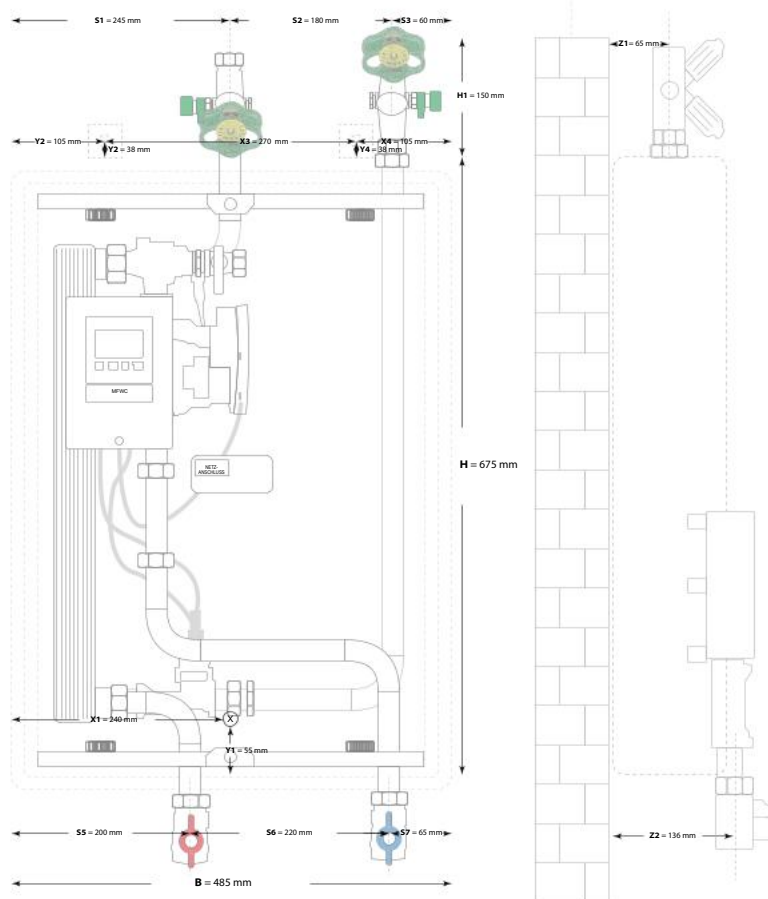 S1 = 245 mm
S2 = 180 mm
S3 = 60 mm
Z1= 65 mm
H1 = 150 mm
Y2 = 105 mm
X3 = 270 mm
X4 = 105 mm
Y2 = 38 mm
Y4 = 38 mm
MFWC
NETZ-
ANSCHLUSS
H = 675 mm
X1 = 240 mm
X
Y1 = 55 mm
S5 = 200 mm
S6 = 220 mm
S7 = 65 mm
Z2 = 136 mm
B = 485 mm